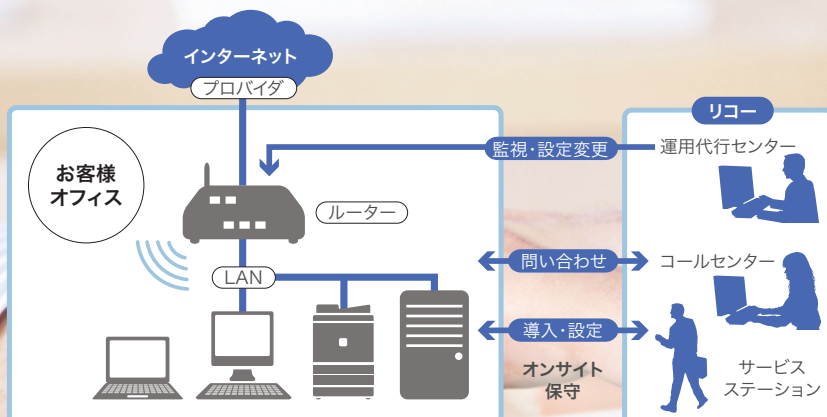 インターネット
プロバイダ
リコー
お客様
オフィス
監視・設定変更
運用代行センター
ルーター
LAN
問い合わせ
コールセンター
導入・設定
オンサイト
保守
サービス
ステーション